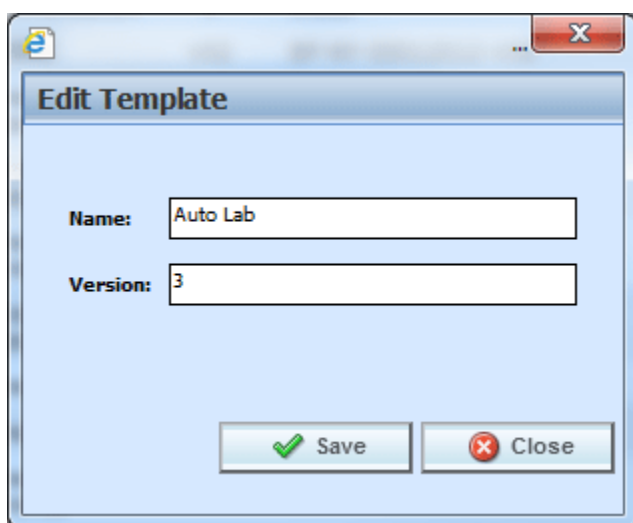 ...
Edit Template
Name: Auto Lab
Version: 3
Save Close